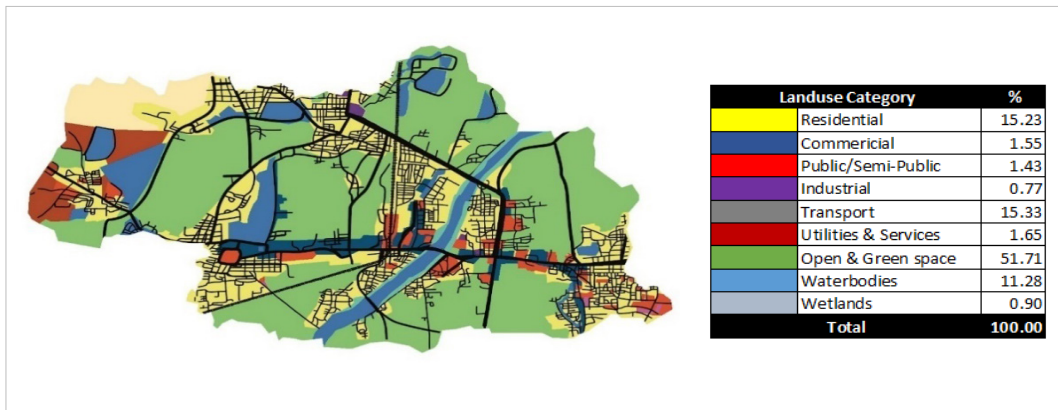 Landuse Category %
Residential 15.23
Commericial 1.55
Public/Semi-Public 1.43
Industrial 0.77
Transport 15.33
Utilities & Services 1.65
Open & Green space 51.71
Waterbodies 11.28
Wetlands 0.90
Total 100.00